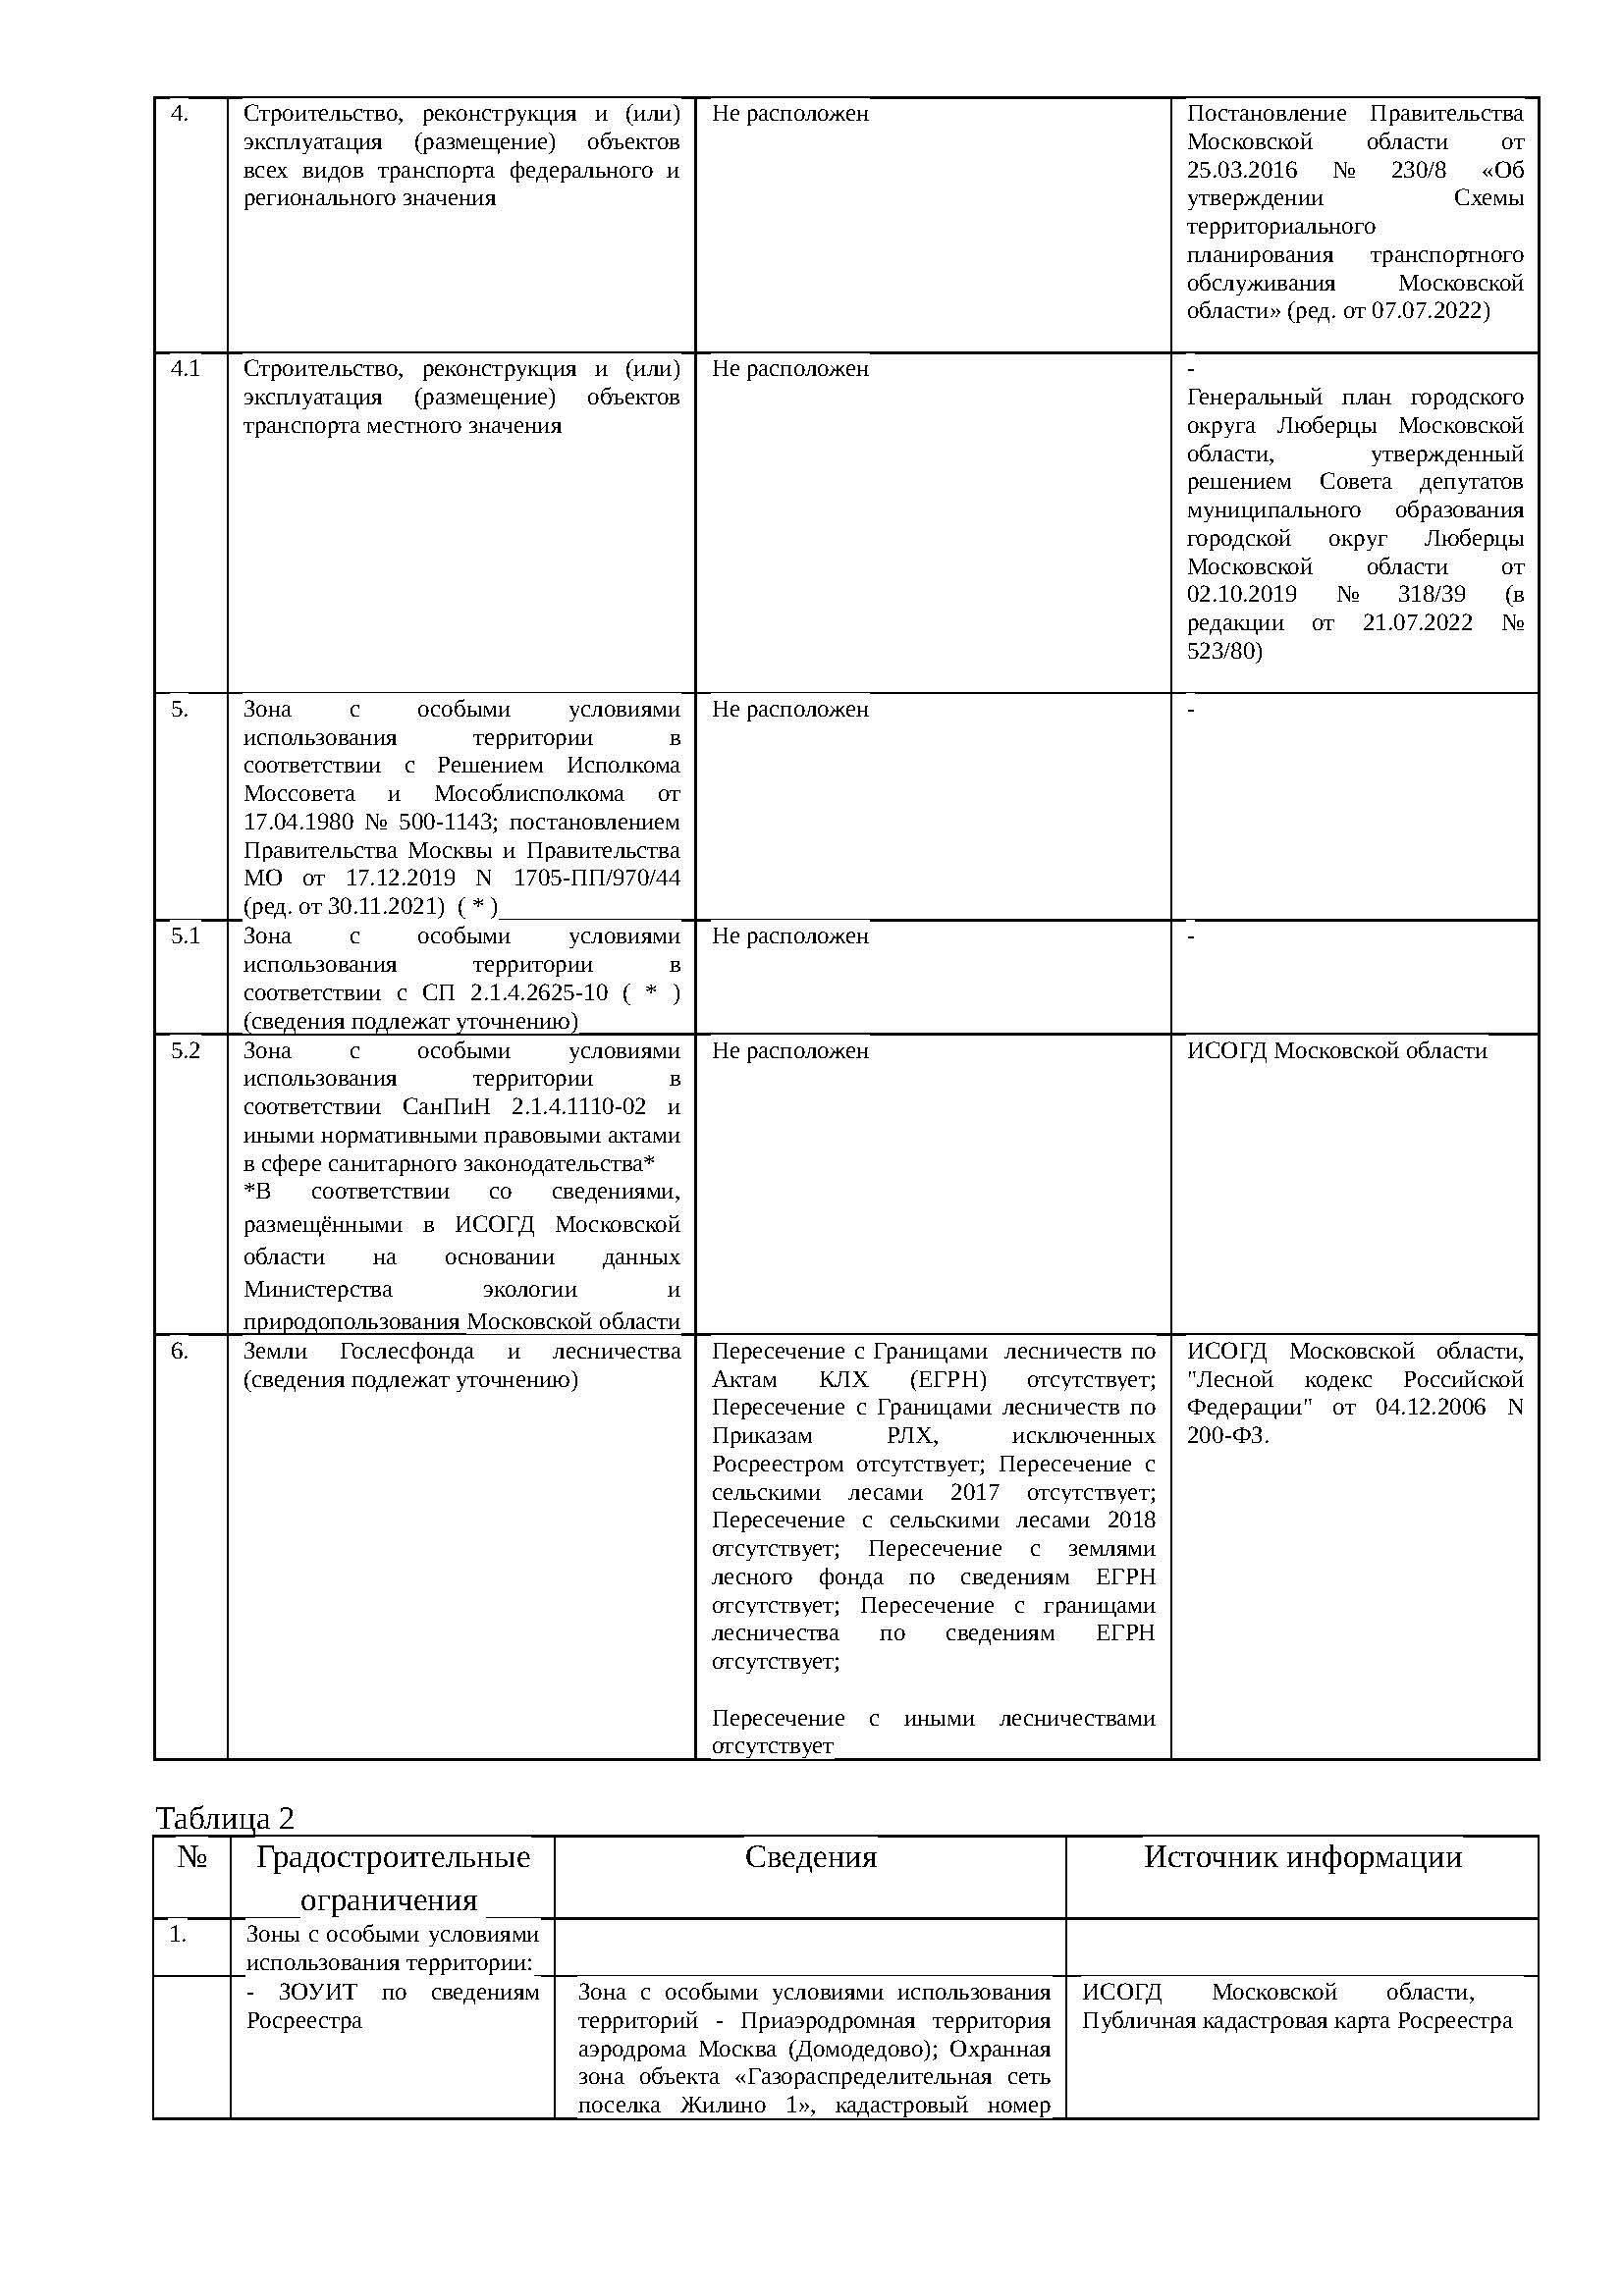 4.
Строительство, реконструкция и (или)
эксплуатация (размещение) объектов
всех видов транспорта федерального и
регионального значения
Не расположен
Постановление Правительства
Московской области от
25.03.2016 № 230/8 «Об
утверждении Схемы
территориального
планирования транспортного
обслуживания Московской
области» (ред. от 07.07.2022)
4.1
Строительство, реконструкция и (или)
эксплуатация (размещение) объектов
транспорта местного значения
Не расположен
-
Генеральный план городского
округа Люберцы Московской
области, утвержденный
решением Совета депутатов
муниципального образования
городской округ Люберцы
Московской области от
02.10.2019 № 318/39 (в
редакции от 21.07.2022 №
523/80)
5.
Зона с особыми условиями
использования территории в
соответствии с Решением Исполкома
Моссовета и Мособлисполкома от
17.04.1980 № 500-1143; постановлением
Правительства Москвы и Правительства
МО от 17.12.2019 N 1705-ПП/970/44
(ред. от 30.11.2021) ( * )
Не расположен
-
5.1
Зона с особыми условиями
использования территории в
соответствии с СП 2.1.4.2625-10 ( * )
(сведения подлежат уточнению)
Не расположен
-
5.2
Зона с особыми условиями
использования территории в
соответствии СанПиН 2.1.4.1110-02 и
иными нормативными правовыми актами
в сфере санитарного законодательства*
*В соответствии со сведениями,
размещёнными в ИСОГД Московской
области на основании данных
Министерства экологии и
природопользования Московской области
Не расположен
ИСОГД Московской области
6.
Земли Гослесфонда и лесничества
(сведения подлежат уточнению)
Пересечение с Границами лесничеств по
Актам КЛХ (ЕГРН) отсутствует;
Пересечение с Границами лесничеств по
Приказам РЛХ, исключенных
Росреестром отсутствует; Пересечение с
сельскими лесами 2017 отсутствует;
Пересечение с сельскими лесами 2018
отсутствует; Пересечение с землями
лесного фонда по сведениям ЕГРН
отсутствует; Пересечение с границами
лесничества по сведениям ЕГРН
отсутствует;
Пересечение с иными лесничествами
отсутствует
ИСОГД Московской области,
"Лесной кодекс Российской
Федерации" от 04.12.2006 N
200-ФЗ.
Таблица 2
№
Градостроительные
ограничения
Сведения
Источник информации
1.
Зоны с особыми условиями
использования территории:
- ЗОУИТ по сведениям
Росреестра
Зона с особыми условиями использования
территорий - Приаэродромная территория
аэродрома Москва (Домодедово); Охранная
зона объекта «Газораспределительная сеть
поселка Жилино 1», кадастровый номер
ИСОГД Московской области,
Публичная кадастровая карта Росреестра